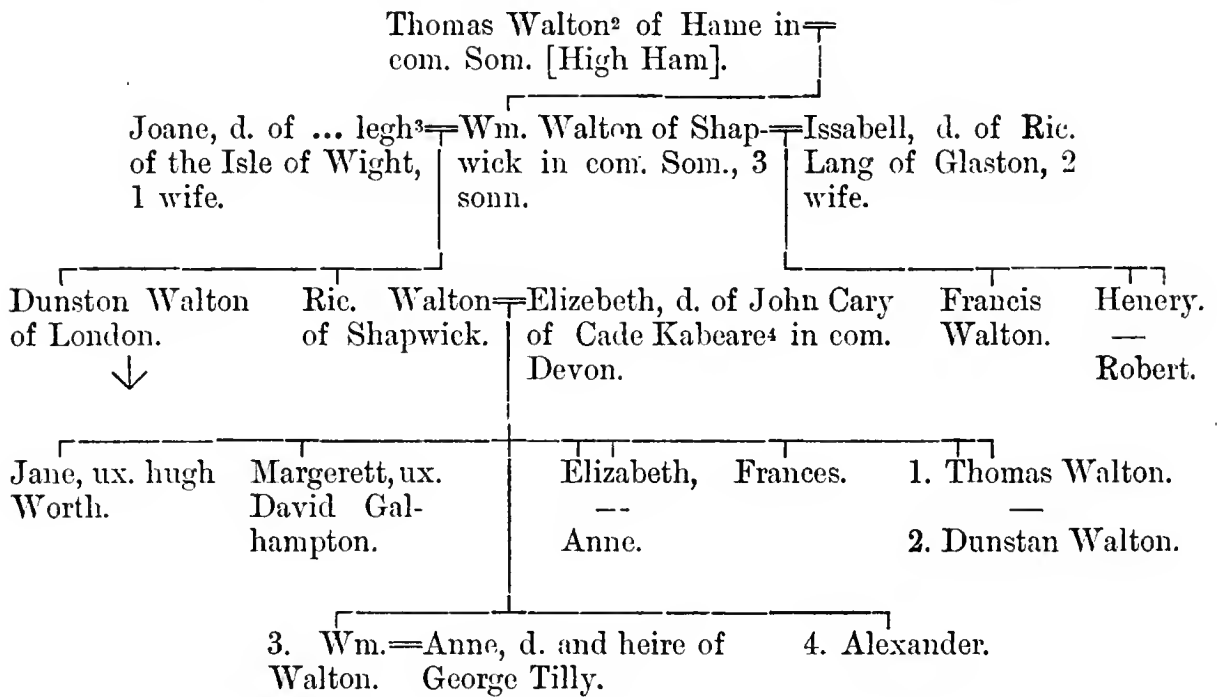 Thomas Walton² of Hame in
com. Som. [High Ham].
Joane, d. of ... legh³
of the Isle of Wight,
1 wife.
Wm. Walton of Shap-
wick in com. Som., 3
sonn.
Issabell, d. of Ric.
Lang of Glaston, 2
wife.
Dunston Walton
of London.
Ric. Walton
of Shapwick.
Elizebeth, d. of John Cary
of Cade Kabeare⁴ in com.
Devon.
Francis
Walton.
Henery.
—
Robert.
Jane, ux. hugh
Worth.
Margerett, ux.
David Gal-
hampton.
Elizabeth,
—
Anne.
Frances.
1. Thomas Walton.
—
2. Dunstan Walton.
3. Wm.
Walton.
Anne, d. and heire of
George Tilly.
4. Alexander.